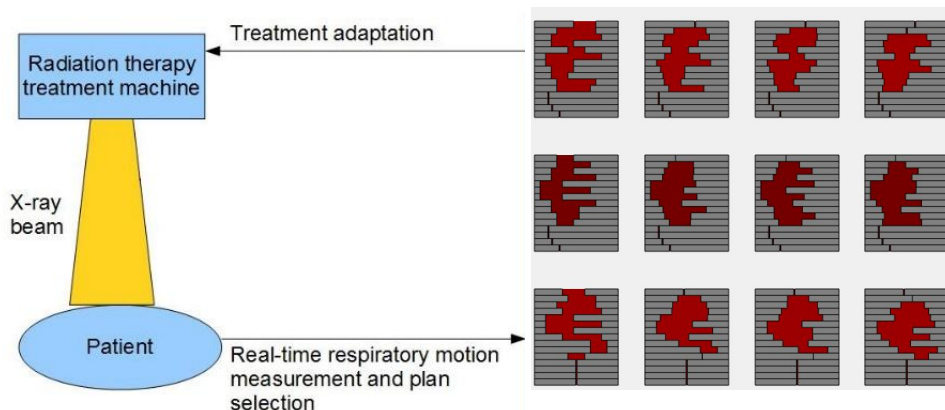 Treatment adaptation
Radiation therapy
treatment machine
X-ray
beam
Patient
Real-time respiratory motion
measurement and plan
selection